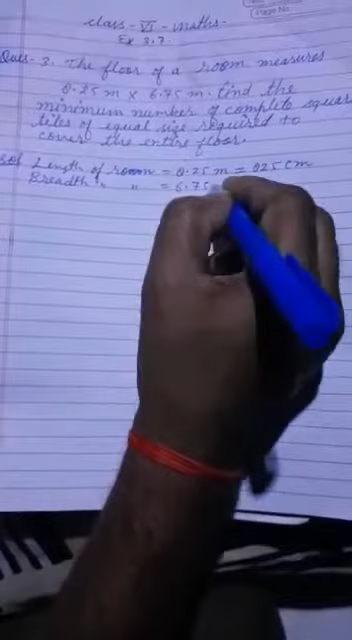 Class - VI - Maths -
Ex 3.7.
Ques - 3. The floor of a room measures
8.25 m × 6.75 m. find the
minimum number of complete square
tiles of equal size required to
cover the entire floor.
Sol Length of room = 8.25 m = 825 cm
Breadth " " = 6.75
Page No